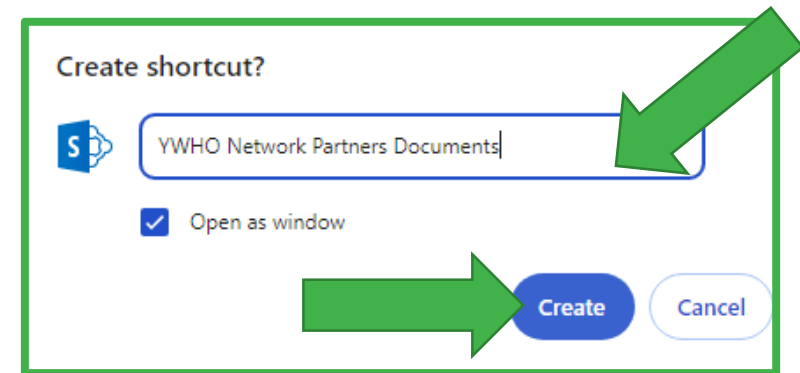 Create shortcut?
S
YWHO Network Partners Documents
Open as window
Create Cancel